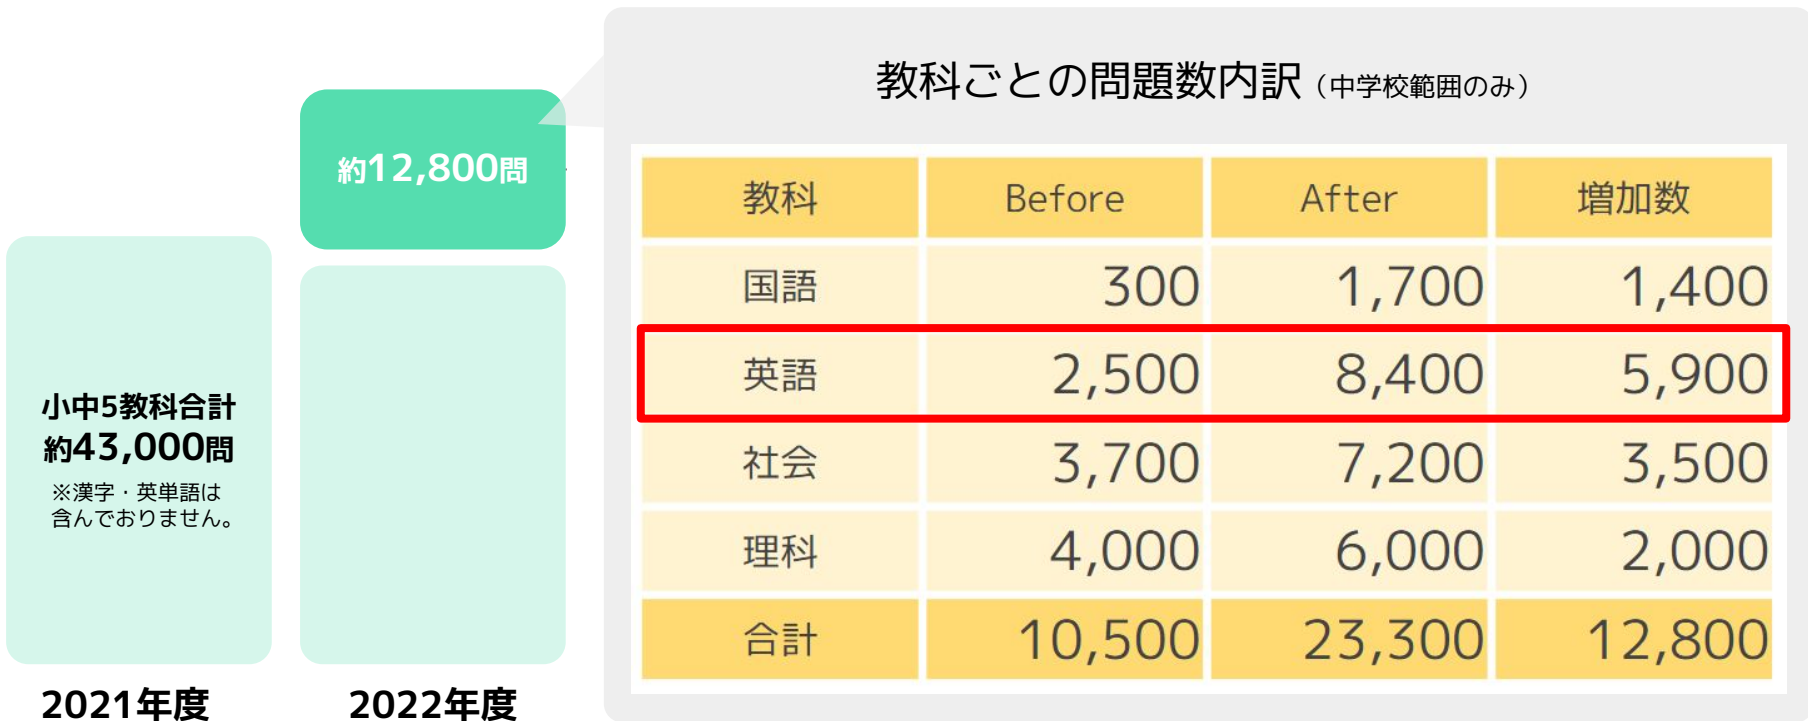 教科ごとの問題数内訳（中学校範囲のみ）
約12,800問
小中5教科合計
約43,000問
※漢字・英単語は
含んでおりません。
2021年度
2022年度
教科 Before After 増加数
国語 300 1,700 1,400
英語 2,500 8,400 5,900
社会 3,700 7,200 3,500
理科 4,000 6,000 2,000
合計 10,500 23,300 12,800